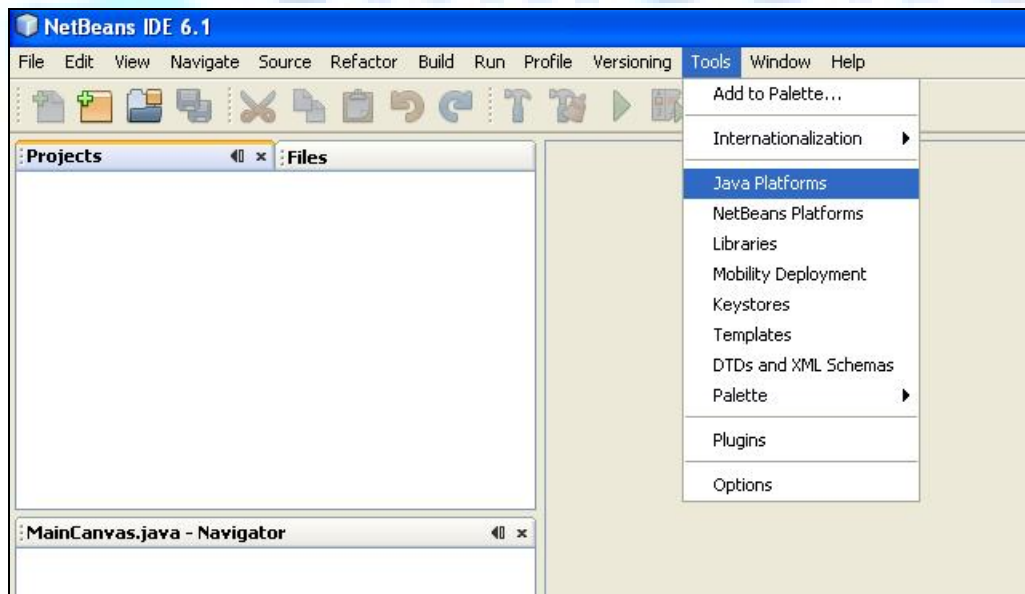 NetBeans IDE 6.1
File Edit View Navigate Source Refactor Build Run Profile Versioning Tools Window Help
Add to Palette...
Internationalization
Projects
Files
Java Platforms
NetBeans Platforms
Libraries
Mobility Deployment
Keystores
Templates
DTDs and XML Schemas
Palette
Plugins
Options
MainCanvas.java - Navigator